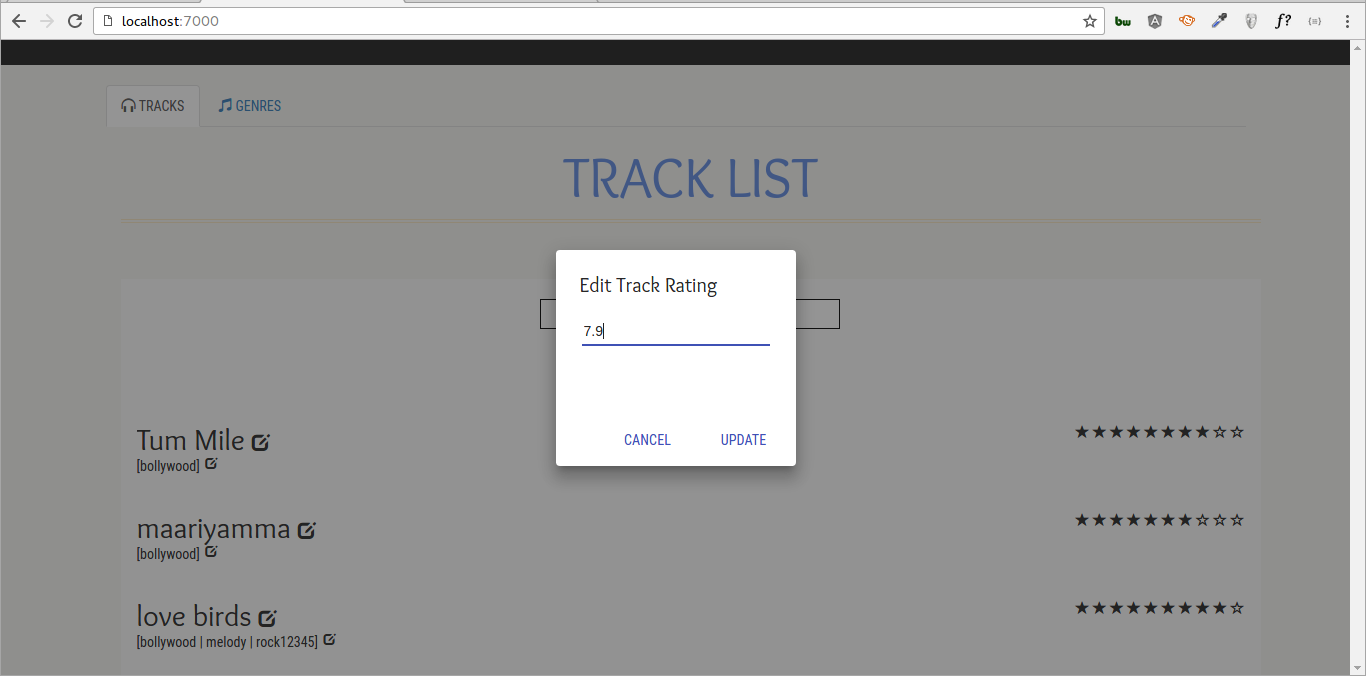 localhost:7000
bw
A
f?
{=}
TRACKS
GENRES
TRACK LIST
Edit Track Rating
7.9
CANCEL
UPDATE
Tum Mile
[bollywood]
maariyamma
[bollywood]
love birds
[bollywood | melody | rock12345]